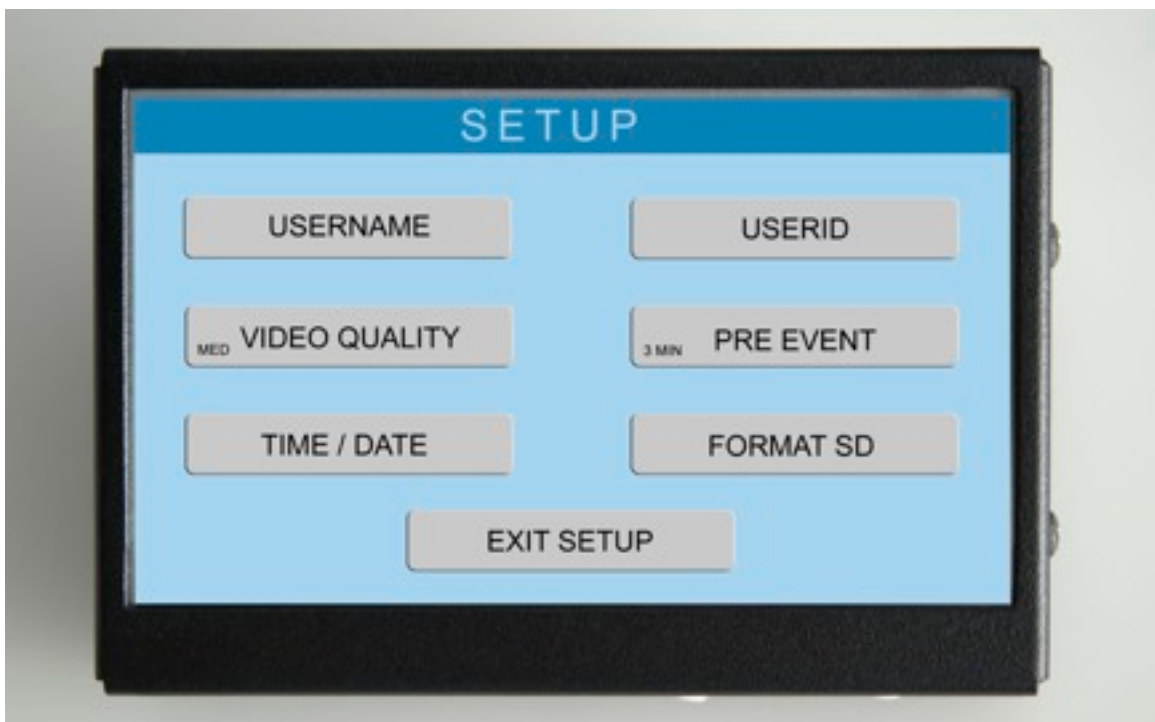 SETUP
USERNAME
USERID
MED VIDEO QUALITY
3 MIN PRE EVENT
TIME / DATE
FORMAT SD
EXIT SETUP